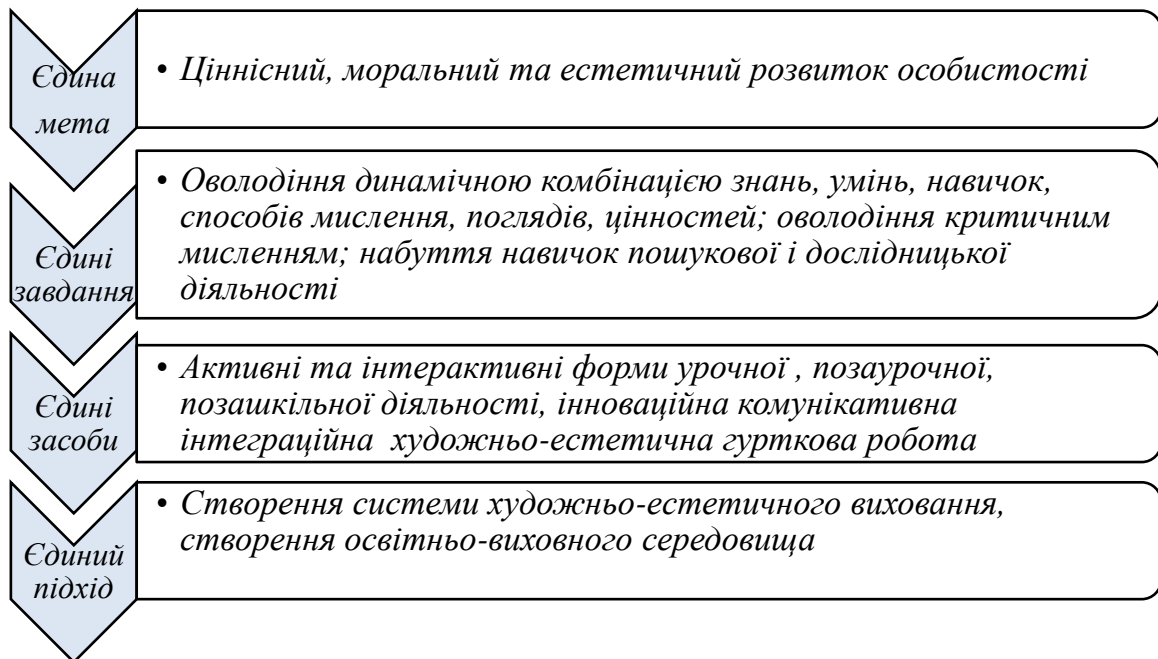 Єдина
мета
• Ціннісний, моральний та естетичний розвиток особистості
Єдині
завдання
• Оволодіння динамічною комбінацією знань, умінь, навичок,
способів мислення, поглядів, цінностей; оволодіння критичним
мисленням; набуття навичок пошукової і дослідницької
діяльності
Єдині
засоби
• Активні та інтерактивні форми урочної , позаурочної,
позашкільної діяльності, інноваційна комунікативна
інтеграційна  художньо-естетична гурткова робота
Єдиний
підхід
• Створення системи художньо-естетичного виховання,
створення освітньо-виховного середовища